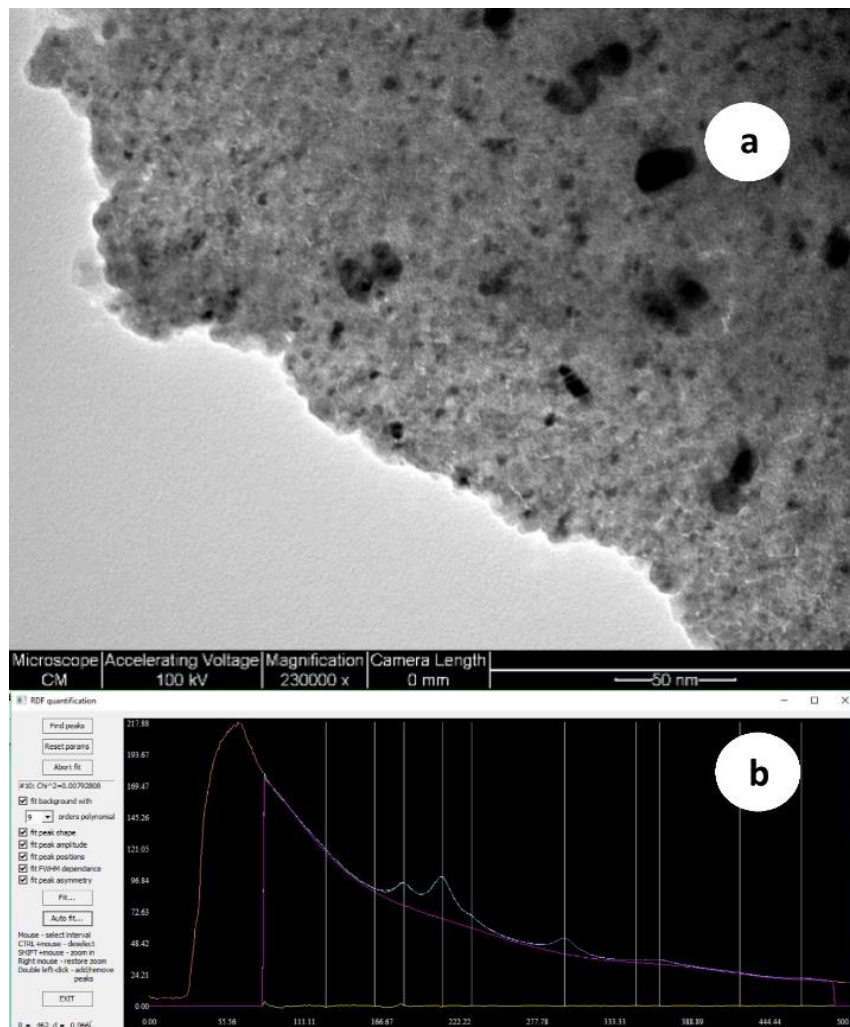 a
Microscope Accelerating Voltage Magnification Camera Length
CM 100 kV 230000 x 0 mm 50 nm
RDF quantification
Find peaks
Reset params
Abort fit
#10: Chi^2=0.00792808
fit background with
9 orders polynomial
fit peak shape
fit peak amplitude
fit peak positions
fit FWHM dependance
fit peak asymmetry
Fit...
Auto fit...
Mouse - select interval
CTRL+mouse - deselect
SHIFT+mouse - zoom in
Right mouse - restore zoom
Double left-click - add/remove
peaks
EXIT
b
217.88
193.67
169.47
145.26
121.05
96.84
72.63
48.42
24.21
0.00
0.00 55.56 111.11 166.67 222.22 277.78 333.33 388.89 444.44 500